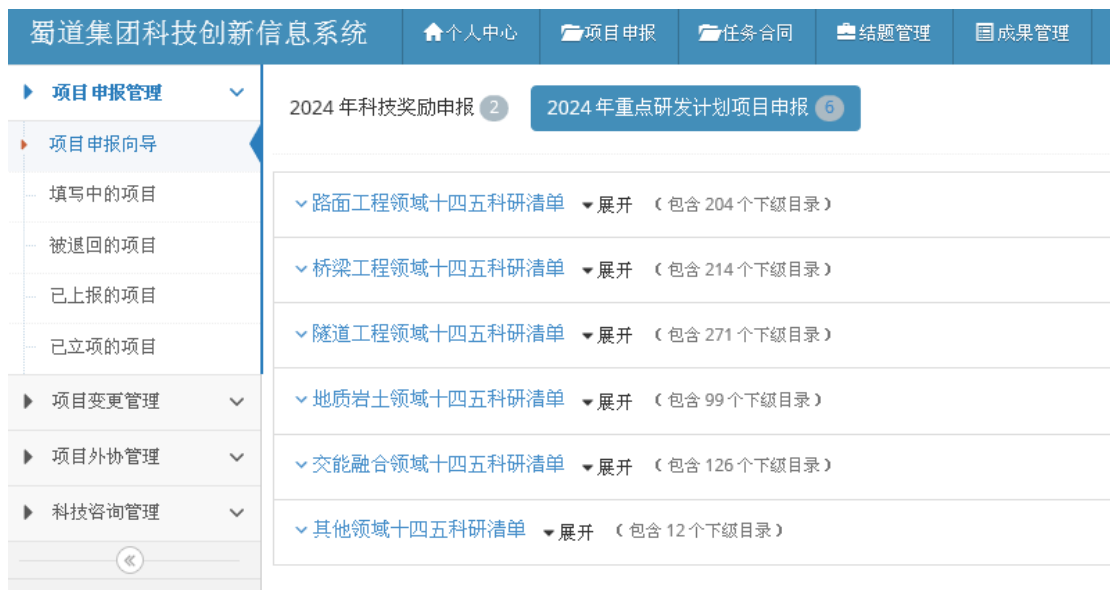 蜀道集团科技创新信息系统 个人中心 项目申报 任务合同 结题管理 成果管理
项目申报管理
项目申报向导
填写中的项目
被退回的项目
已上报的项目
已立项的项目
项目变更管理
项目外协管理
科技咨询管理
2024 年科技奖励申报 2 2024 年重点研发计划项目申报 6
路面工程领域十四五科研清单 展开 （包含 204 个下级目录）
桥梁工程领域十四五科研清单 展开 （包含 214 个下级目录）
隧道工程领域十四五科研清单 展开 （包含 271 个下级目录）
地质岩土领域十四五科研清单 展开 （包含 99 个下级目录）
交能融合领域十四五科研清单 展开 （包含 126 个下级目录）
其他领域十四五科研清单 展开 （包含 12 个下级目录）